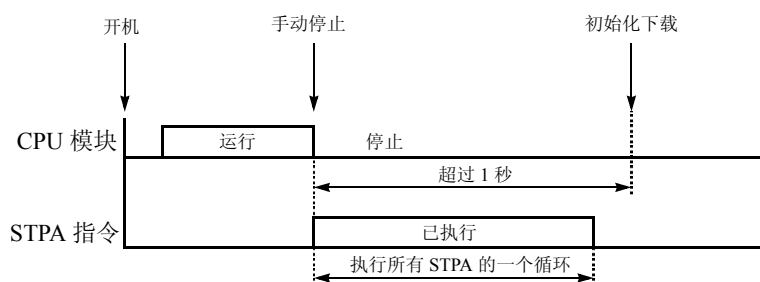 开机
手动停止
初始化下载
CPU 模块
运行
停止
超过 1 秒
STPA 指令
已执行
执行所有 STPA 的一个循环